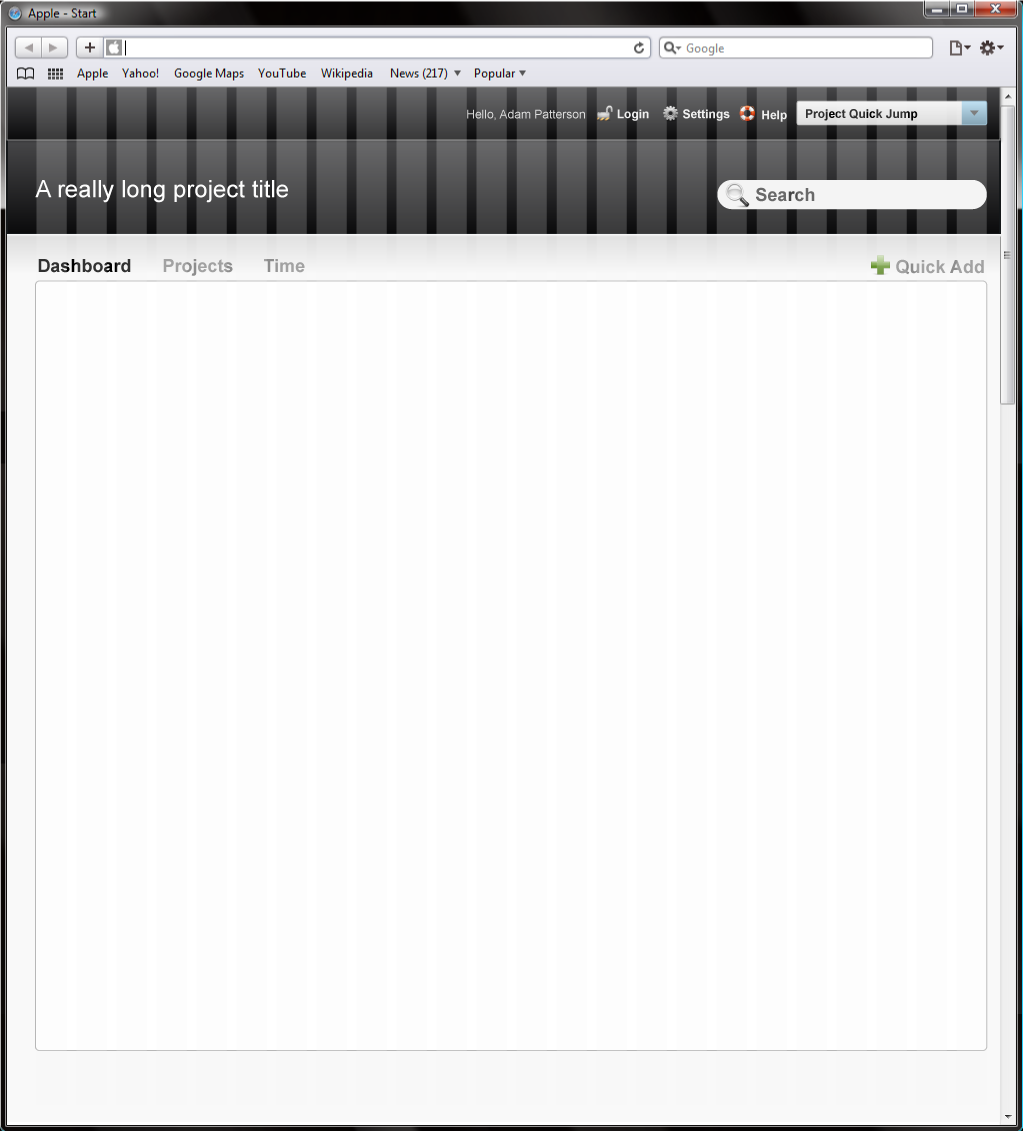 Apple - Start
Google
Apple Yahoo! Google Maps YouTube Wikipedia News (217) Popular
Hello, Adam Patterson Login Settings Help Project Quick Jump
A really long project title
Search
Dashboard Projects Time Quick Add